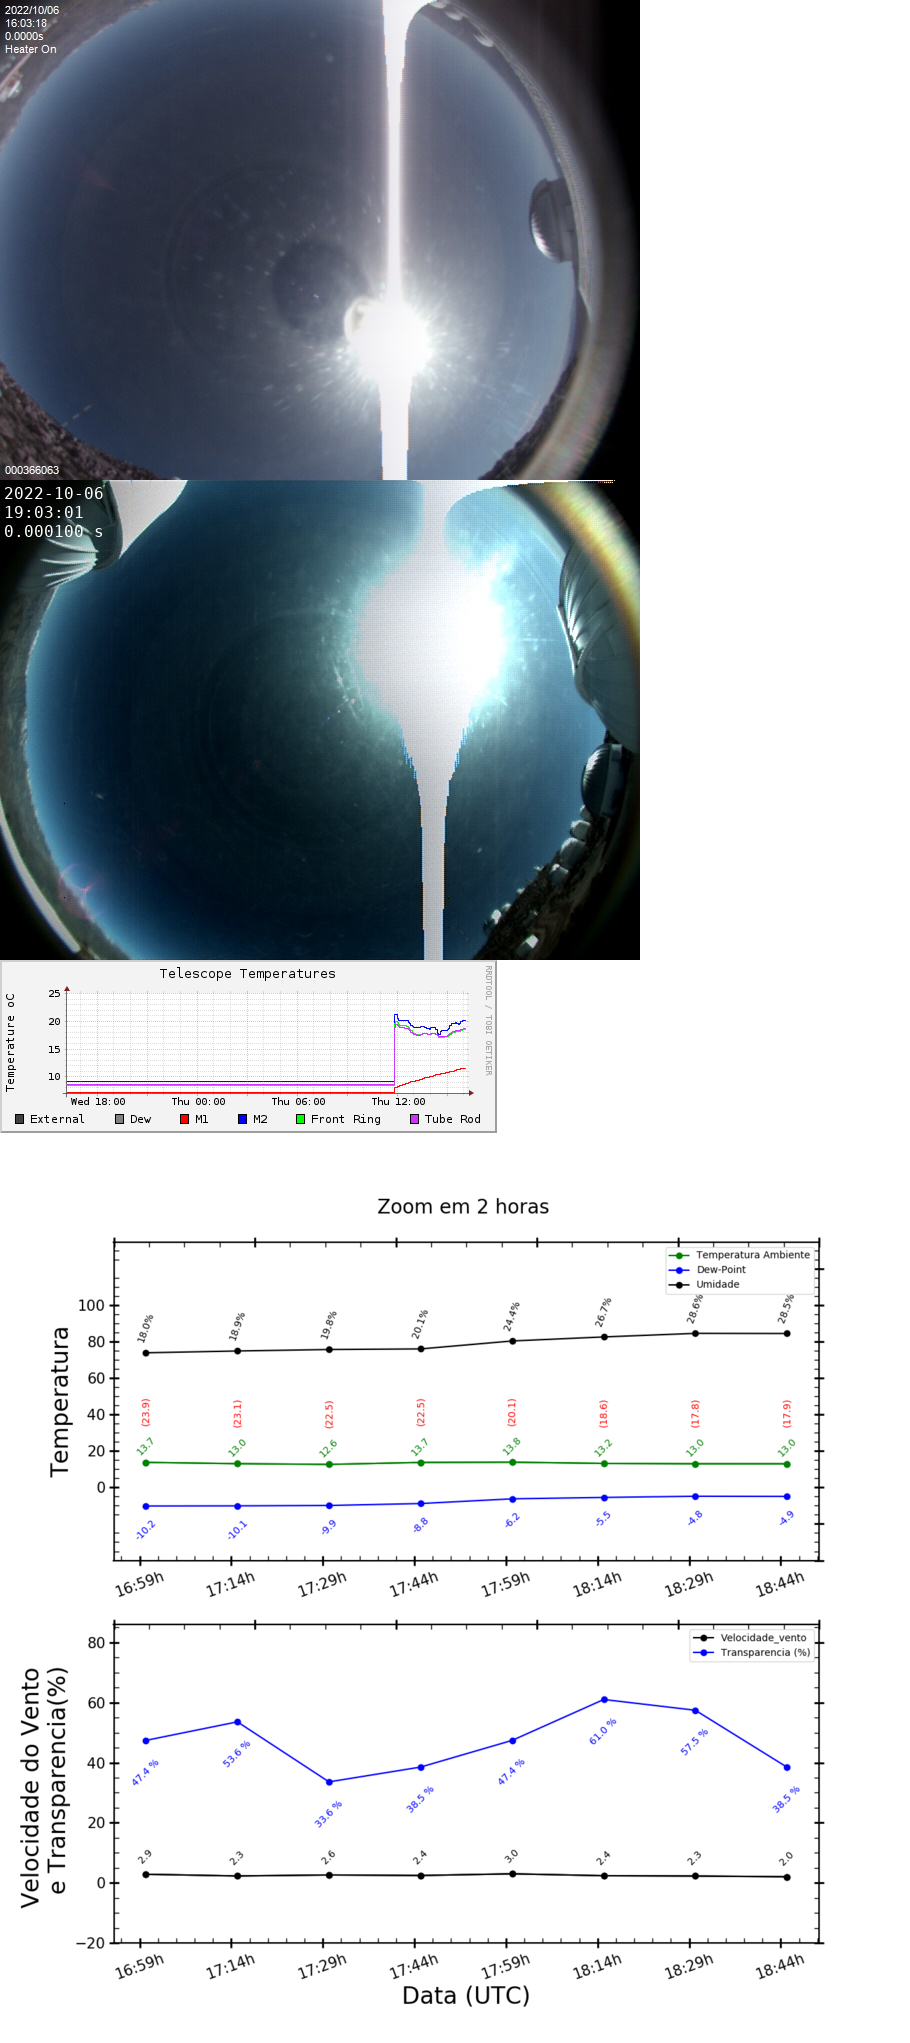 2022/10/06
16:03:18
0.0000s
Heater On
000366063
2022-10-06
19:03:01
0.000100 s
Telescope Temperatures
RRDTOOL / TOBI OETIKER
Temperature oC
25
20
15
10
Wed 18:00 Thu 00:00 Thu 06:00 Thu 12:00
External Dew M1 M2 Front Ring Tube Rod
Zoom em 2 horas
Temperatura
Temperatura Ambiente
Dew-Point
Umidade
100
80
60
40
20
0
18.0% 18.9% 19.8% 20.1% 24.4% 26.7% 28.6% 28.5%
(23.9) (23.1) (22.5) (22.5) (20.1) (18.6) (17.8) (17.9)
13.7 13.0 12.6 13.7 13.8 13.2 13.0 13.0
-10.2 -10.1 -9.9 -8.8 -6.2 -5.5 -4.8 -4.9
16:59h 17:14h 17:29h 17:44h 17:59h 18:14h 18:29h 18:44h
Velocidade do Vento
e Transparencia(%)
Velocidade_vento
Transparencia (%)
80
60
40
20
0
−20
47.4 % 53.6 % 33.6 % 38.5 % 47.4 % 61.0 % 57.5 % 38.5 %
2.9 2.3 2.6 2.4 3.0 2.4 2.3 2.0
16:59h 17:14h 17:29h 17:44h 17:59h 18:14h 18:29h 18:44h
Data (UTC)